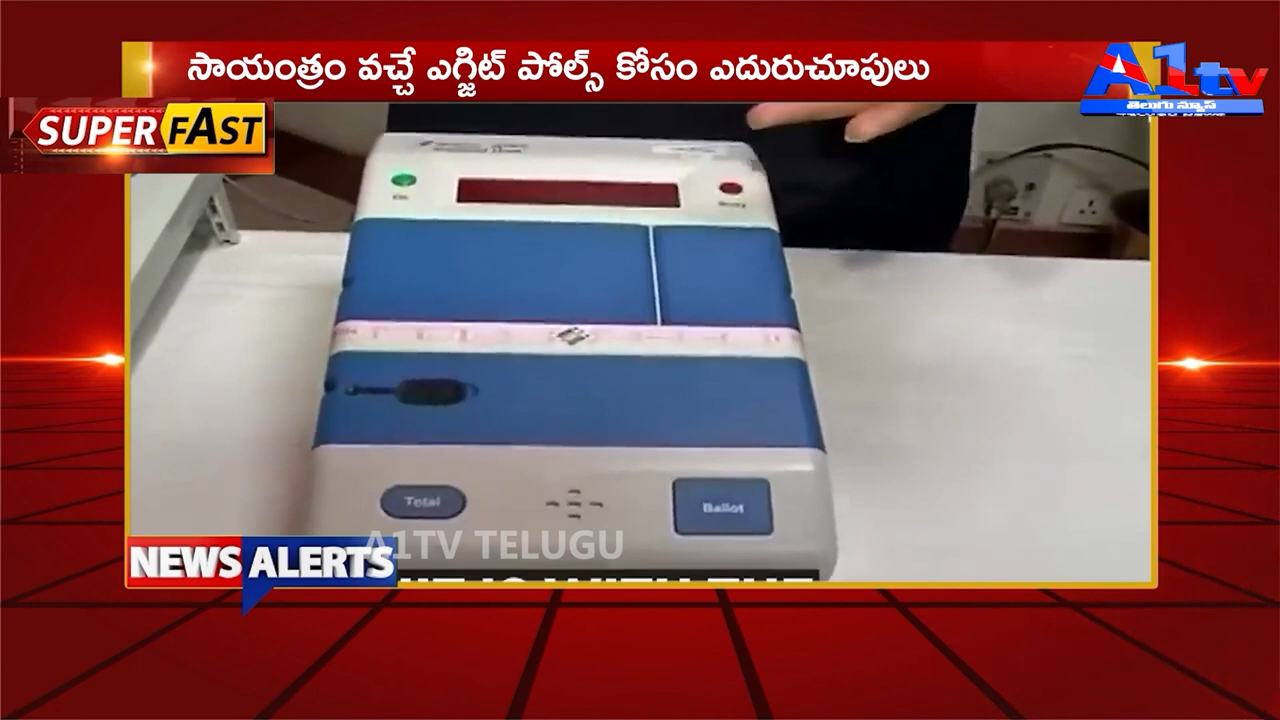 సాయంత్రం వచ్చే ఎగ్జిట్ పోల్స్ కోసం ఎదురుచూపులు
A1tv
తెలుగు న్యూస్
SUPER FAST
Total
Ballot
A1TV TELUGU
NEWS ALERTS